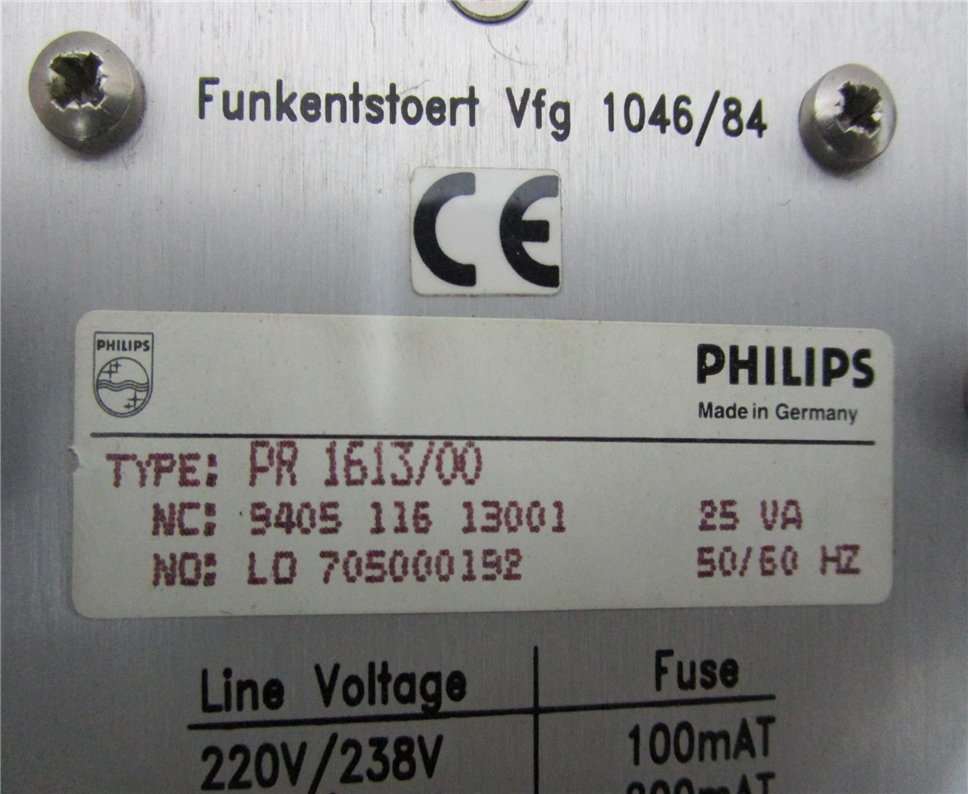 Funkentstoert Vfg 1046/84
CE
PHILIPS
PHILIPS
Made in Germany
TYPE: PR 1613/00
NC: 9405 116 13001 25 VA
NO: LO 705000192 50/60 HZ
Line Voltage Fuse
220V/238V 100mAT